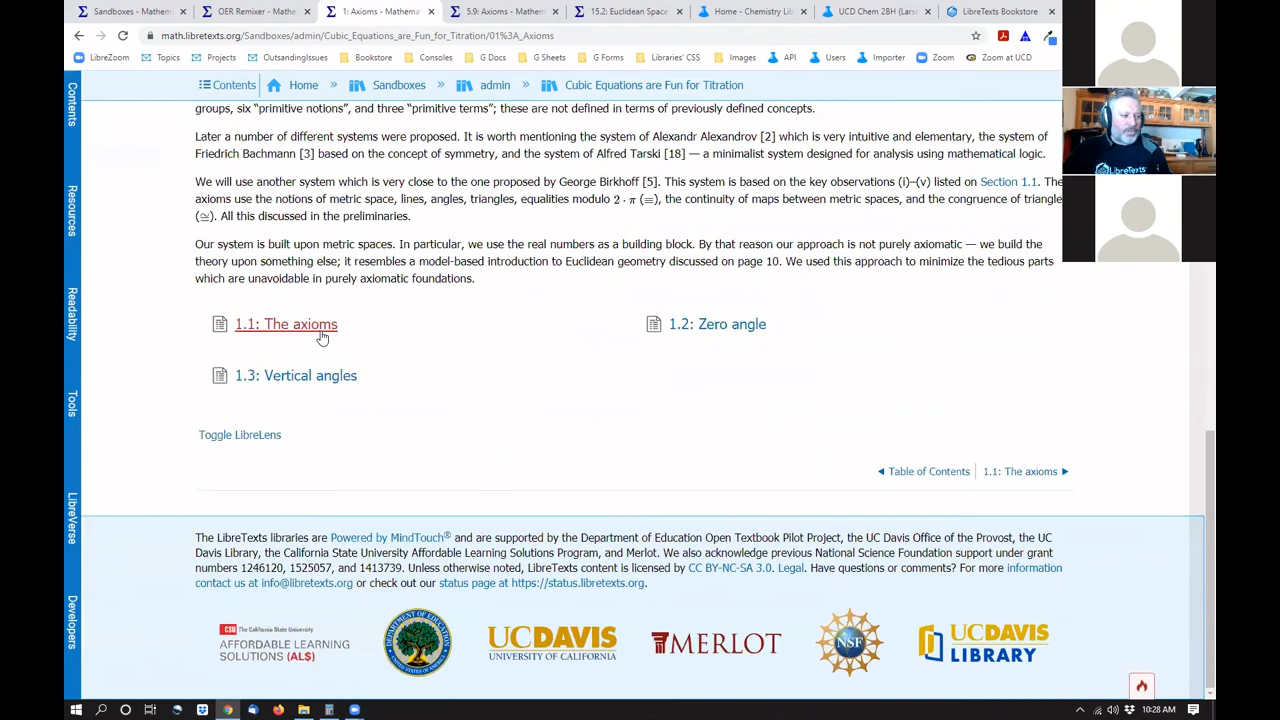 Sandboxes - Mathem
OER Remixer - Mathe
1: Axioms - Mathema
5.9: Axioms - Mathem
15.2: Euclidean Space
Home - Chemistry Lib
UCD Chem 2BH (Larse
LibreTexts Bookstore
math.libretexts.org/Sandboxes/admin/Cubic_Equations_are_Fun_for_Titration/01%3A_Axioms
LibreZoom Topics Projects OutsandingIssues Bookstore Consoles G Docs G Sheets G Forms Libraries' CSS Images API Users Importer Zoom Zoom at UCD
Contents Home » Sandboxes » admin » Cubic Equations are Fun for Titration
groups, six "primitive notions", and three "primitive terms"; these are not defined in terms of previously defined concepts.
Later a number of different systems were proposed. It is worth mentioning the system of Alexandr Alexandrov [2] which is very intuitive and elementary, the system of
Friedrich Bachmann [3] based on the concept of symmetry, and the system of Alfred Tarski [18] — a minimalist system designed for analysis using mathematical logic.
We will use another system which is very close to the one proposed by George Birkhoff [5]. This system is based on the key observations (i)–(v) listed on Section 1.1. The
axioms use the notions of metric space, lines, angles, triangles, equalities modulo 2 · π (≡), the continuity of maps between metric spaces, and the congruence of triangle
(≅). All this discussed in the preliminaries.
Our system is built upon metric spaces. In particular, we use the real numbers as a building block. By that reason our approach is not purely axiomatic — we build the
theory upon something else; it resembles a model-based introduction to Euclidean geometry discussed on page 10. We used this approach to minimize the tedious parts
which are unavoidable in purely axiomatic foundations.
1.1: The axioms
1.2: Zero angle
1.3: Vertical angles
Toggle LibreLens
◄ Table of Contents
1.1: The axioms ►
The LibreTexts libraries are Powered by MindTouch® and are supported by the Department of Education Open Textbook Pilot Project, the UC Davis Office of the Provost, the UC
Davis Library, the California State University Affordable Learning Solutions Program, and Merlot. We also acknowledge previous National Science Foundation support under grant
numbers 1246120, 1525057, and 1413739. Unless otherwise noted, LibreTexts content is licensed by CC BY-NC-SA 3.0. Legal. Have questions or comments? For more information
contact us at info@libretexts.org or check out our status page at https://status.libretexts.org.
CSU The California State University
AFFORDABLE LEARNING
SOLUTIONS (AL$)
UCDAVIS
UNIVERSITY OF CALIFORNIA
MERLOT
NSF
UCDAVIS
LIBRARY
Contents
Resources
Readability
Tools
LibreVerse
Developers
LibreTexts
10:28 AM